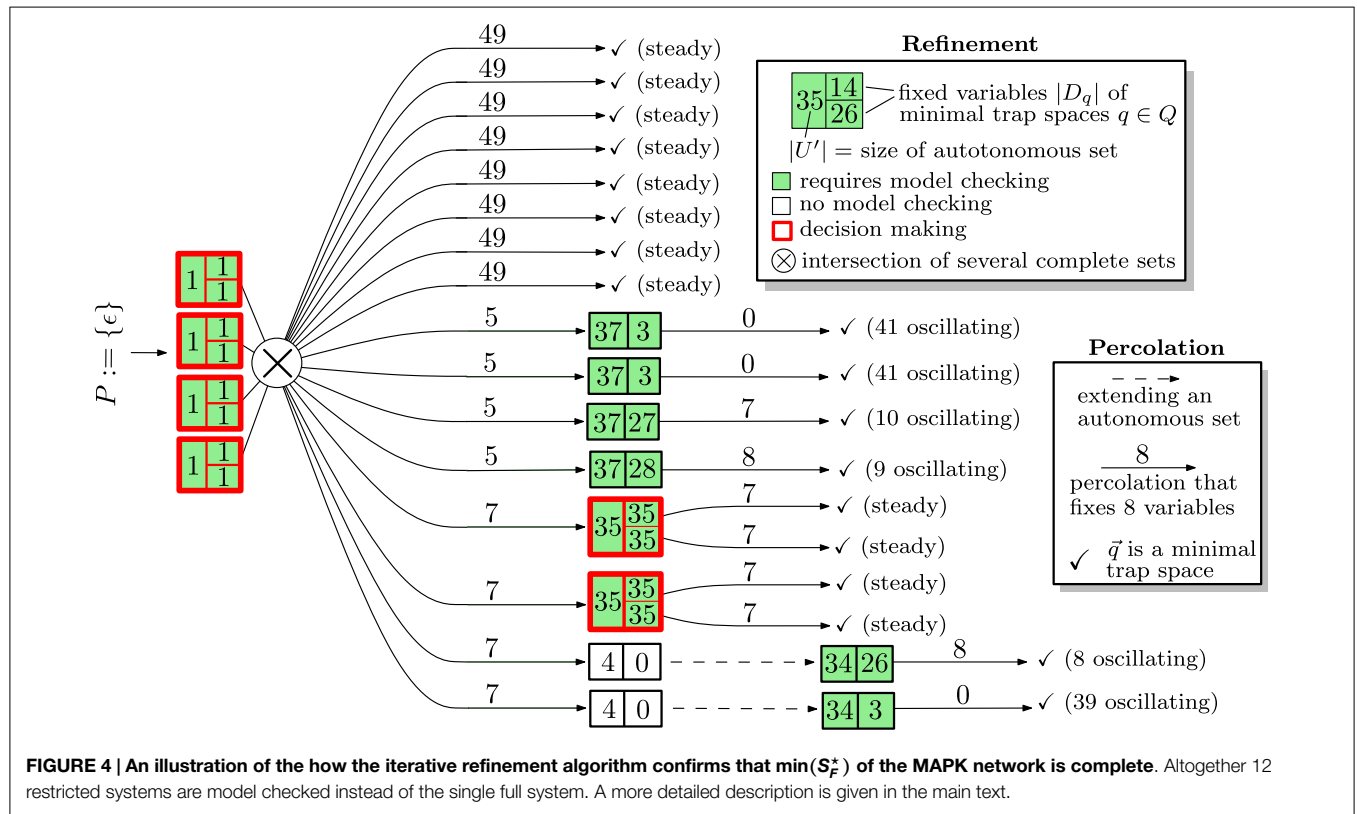 49 ✓ (steady)
49 ✓ (steady)
49 ✓ (steady)
49 ✓ (steady)
49 ✓ (steady)
49 ✓ (steady)
49 ✓ (steady)
49 ✓ (steady)
P := {ϵ}
1 1 1
1 1 1
1 1 1
1 1 1
5 37 3 0 ✓ (41 oscillating)
5 37 3 0 ✓ (41 oscillating)
5 37 27 7 ✓ (10 oscillating)
5 37 28 8 ✓ (9 oscillating)
7 35 35 35 7 ✓ (steady)
7 ✓ (steady)
7 35 35 35 7 ✓ (steady)
7 ✓ (steady)
7 4 0 34 26 8 ✓ (8 oscillating)
7 4 0 34 3 0 ✓ (39 oscillating)
Refinement
35 14 26
fixed variables |D_q| of
minimal trap spaces q ∈ Q
|U′| = size of autotonomous set
requires model checking
no model checking
decision making
⊗ intersection of several complete sets
Percolation
extending an
autonomous set
8
percolation that
fixes 8 variables
✓ q⃗ is a minimal
trap space
FIGURE 4 | An illustration of the how the iterative refinement algorithm confirms that min(S_F^⋆) of the MAPK network is complete. Altogether 12
restricted systems are model checked instead of the single full system. A more detailed description is given in the main text.